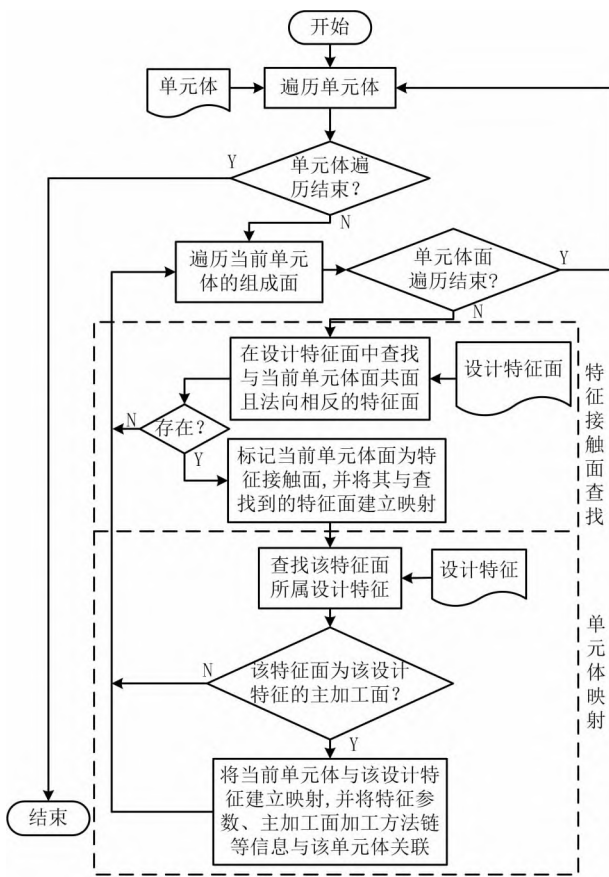 开始
单元体
遍历单元体
Y
单元体遍
历结束?
N
遍历当前单元
体的组成面
单元体面
遍历结束?
Y
N
在设计特征面中查找
与当前单元体面共面
且法向相反的特征面
设计特征面
特征接触面查找
N
存在?
Y
标记当前单元体面为特
征接触面,并将其与查
找到的特征面建立映射
查找该特征面
所属设计特征
设计特征
单元体映射
N
该特征面为该设计
特征的主加工面?
Y
将当前单元体与该设计特
征建立映射,并将特征参
数、主加工面加工方法链
等信息与该单元体关联
结束